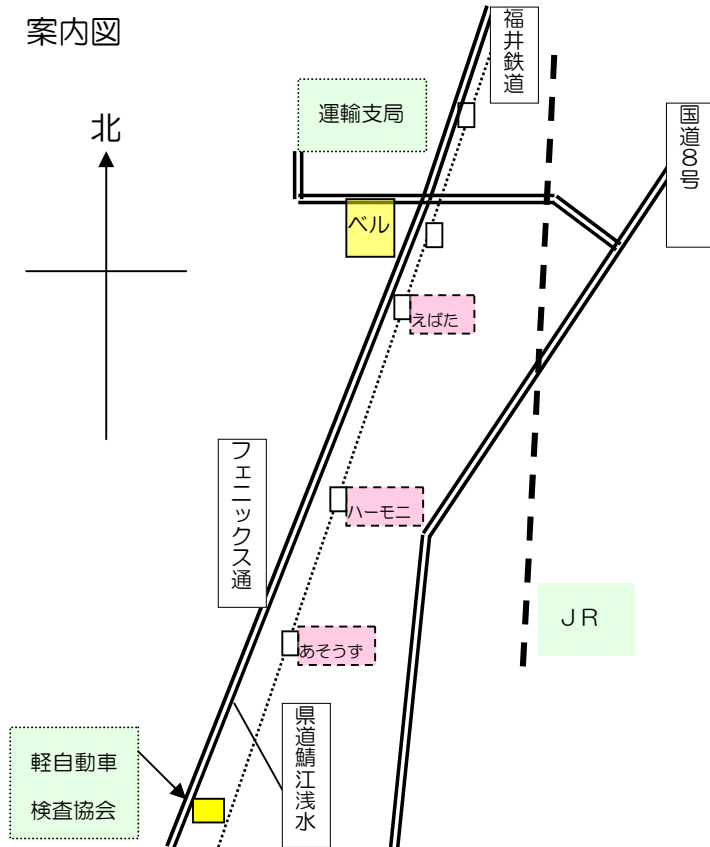 案内図
福井鉄道
運輸支局
国道8号
北
ベル
えばた
フェニックス通
ハーモニ
JR
あそうず
県道鯖江浅水
軽自動車
検査協会